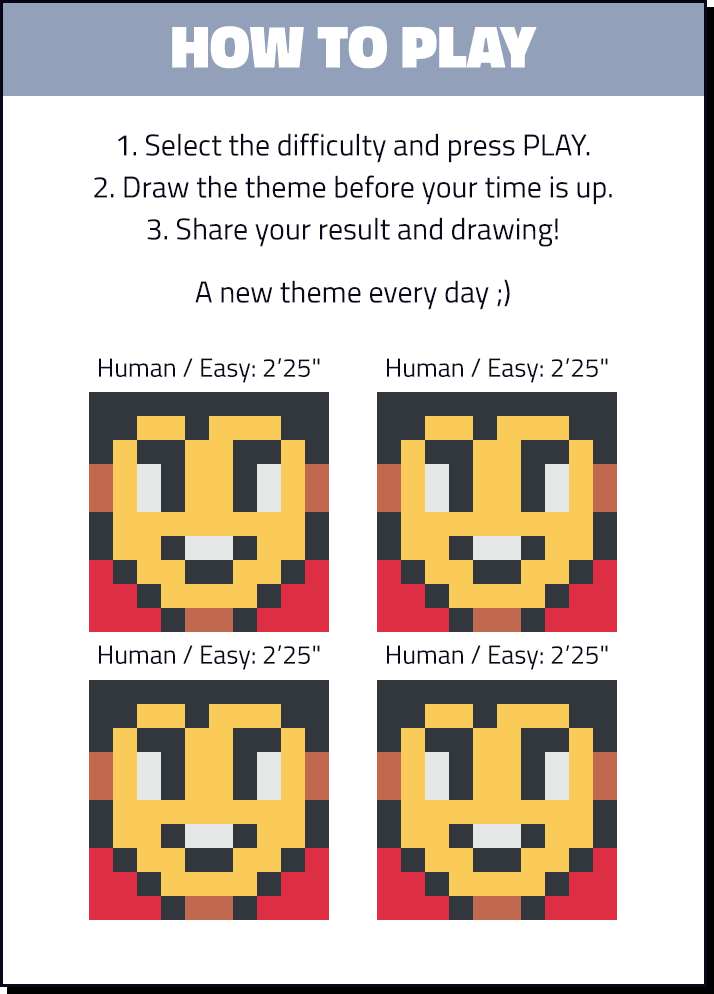 HOW TO PLAY
1. Select the difficulty and press PLAY.
2. Draw the theme before your time is up.
3. Share your result and drawing!
A new theme every day ;)
Human / Easy: 2’25" Human / Easy: 2’25"
Human / Easy: 2’25" Human / Easy: 2’25"